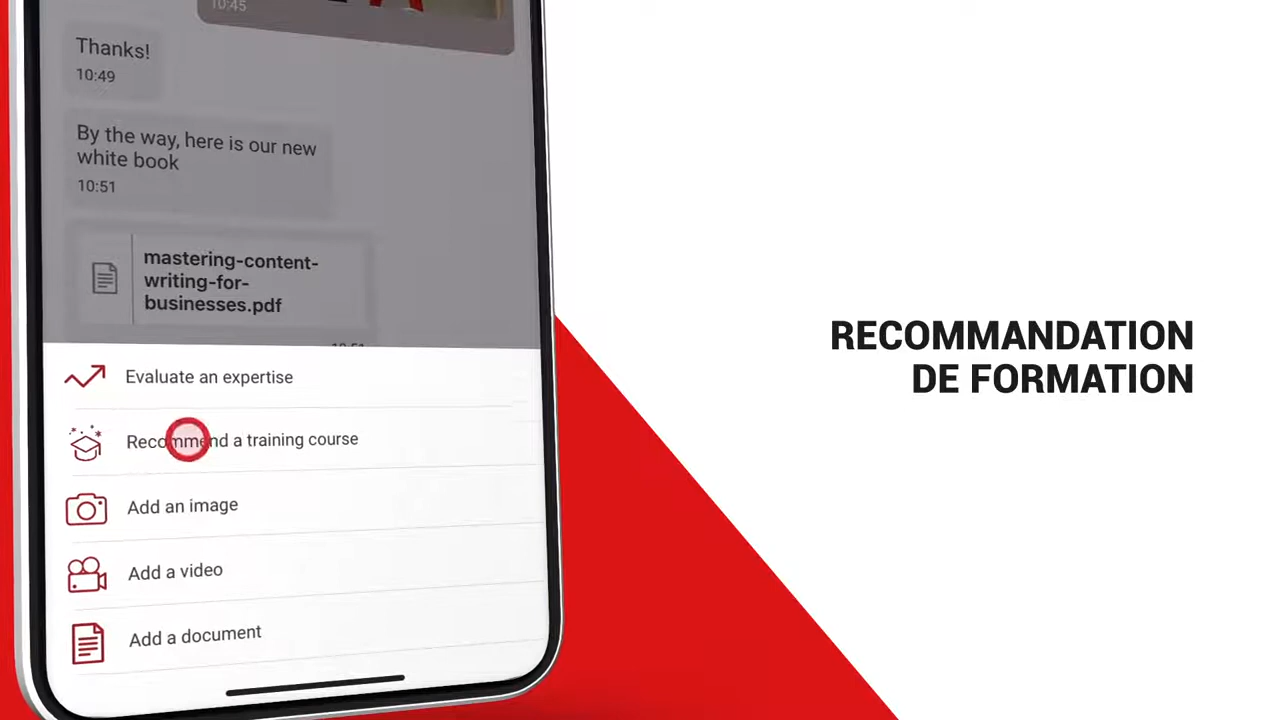 10:45
Thanks!
10:49
By the way, here is our new
white book
10:51
mastering-content-
writing-for-
businesses.pdf
Evaluate an expertise
Recommend a training course
Add an image
Add a video
Add a document
RECOMMANDATION
DE FORMATION